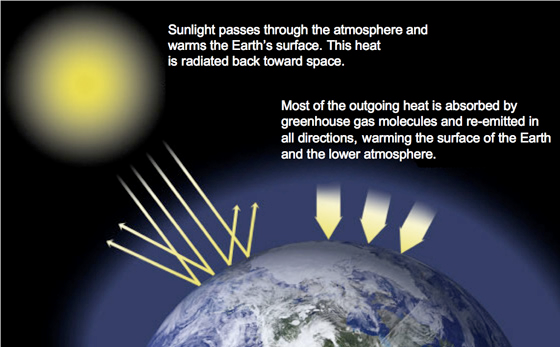 Sunlight passes through the atmosphere and
warms the Earth's surface. This heat
is radiated back toward space.
Most of the outgoing heat is absorbed by
greenhouse gas molecules and re-emitted in
all directions, warming the surface of the Earth
and the lower atmosphere.